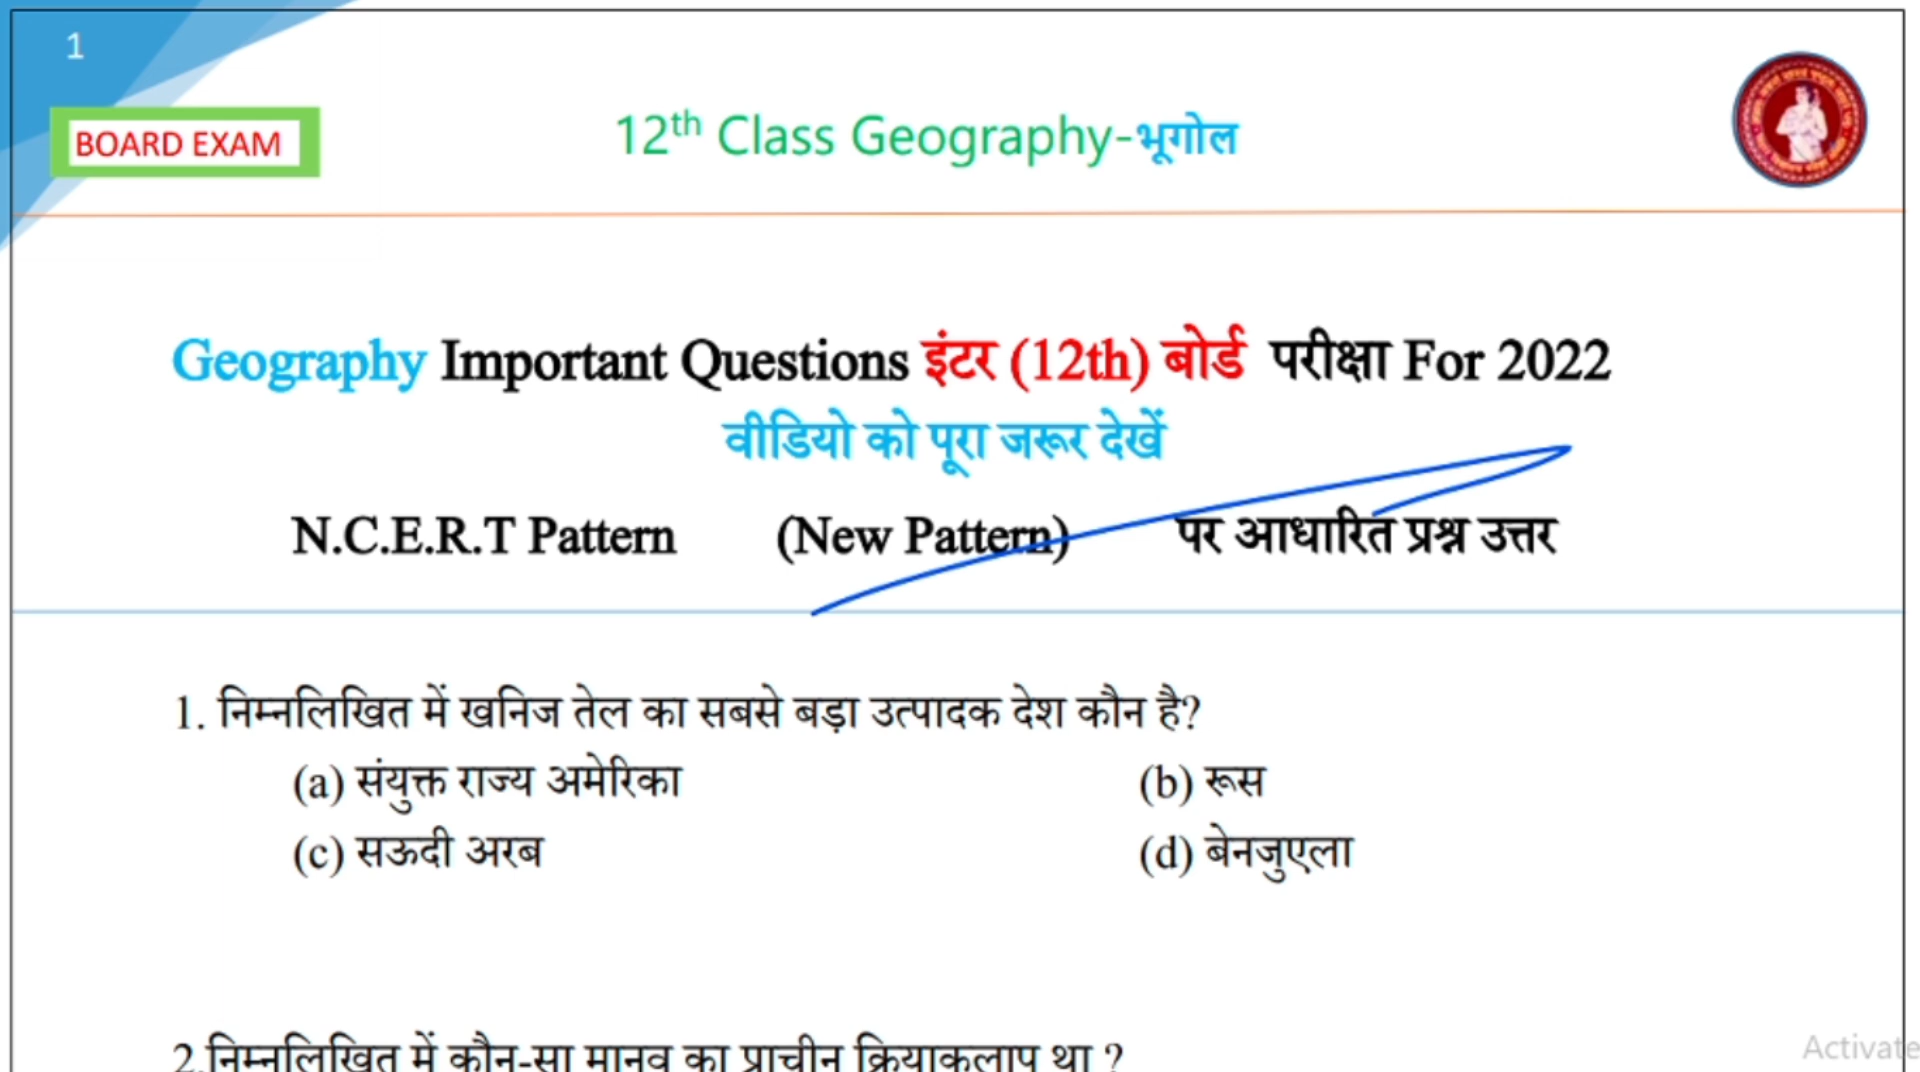 1
BOARD EXAM
12th Class Geography-भूगोल
Geography Important Questions इंटर (12th) बोर्ड परीक्षा For 2022
वीडियो को पूरा जरूर देखें
N.C.E.R.T Pattern (New Pattern) पर आधारित प्रश्न उत्तर
1. निम्नलिखित में खनिज तेल का सबसे बड़ा उत्पादक देश कौन है?
(a) संयुक्त राज्य अमेरिका (b) रूस
(c) सऊदी अरब (d) बेनजुएला
2.निम्नलिखित में कौन-सा मानव का प्राचीन क्रियाकलाप था ?
Activate